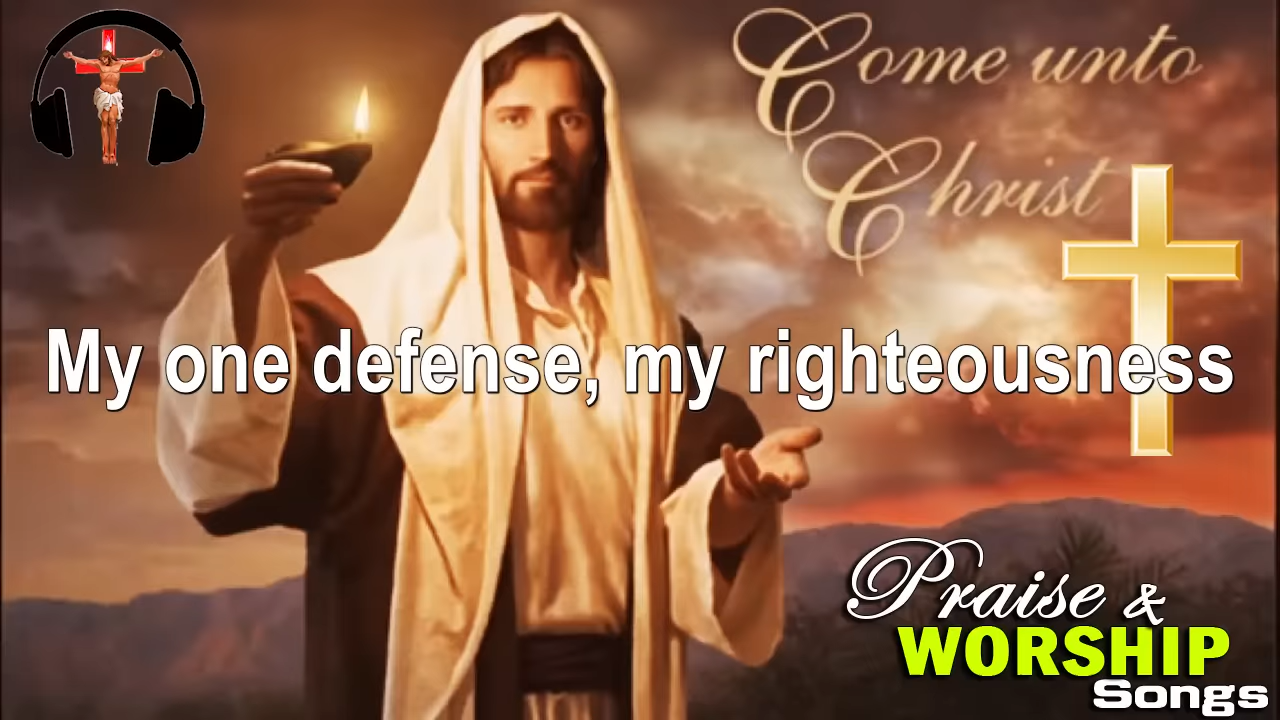 Come unto
Christ
My one defense, my righteousness
Praise &
WORSHIP
Songs